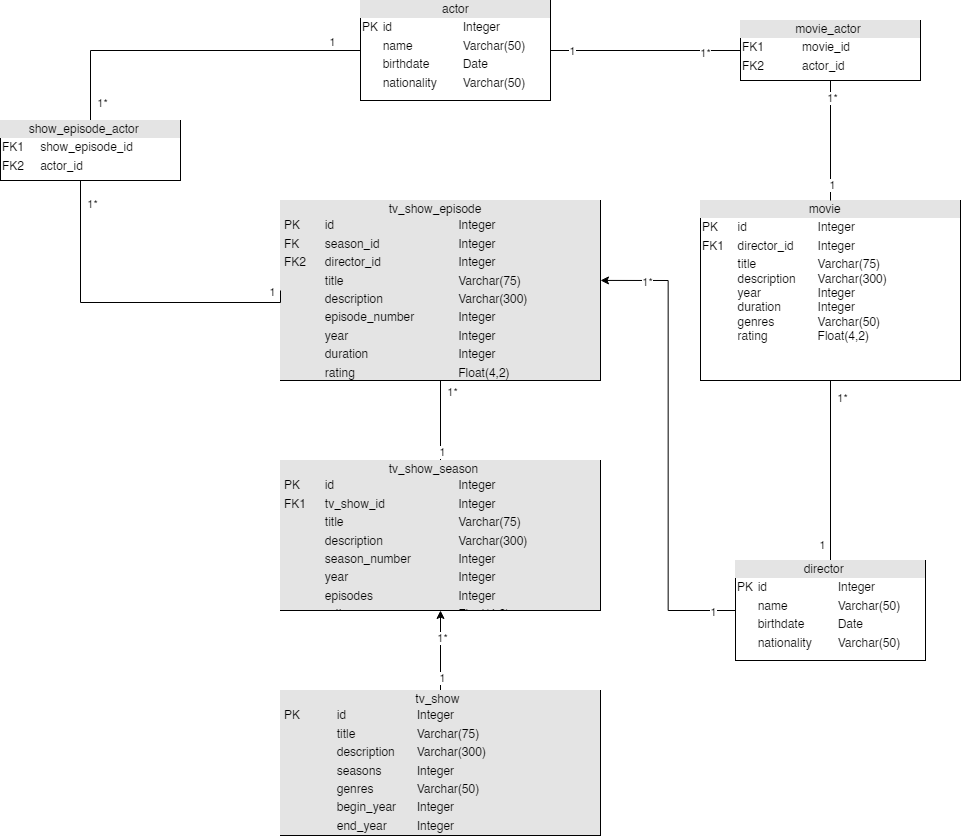 actor
PK id Integer
name Varchar(50)
birthdate Date
nationality Varchar(50)
1
1*
1
1*
movie_actor
FK1 movie_id
FK2 actor_id
1*
1
show_episode_actor
FK1 show_episode_id
FK2 actor_id
1*
1
tv_show_episode
PK id Integer
FK season_id Integer
FK2 director_id Integer
title Varchar(75)
description Varchar(300)
episode_number Integer
year Integer
duration Integer
rating Float(4,2)
1*
movie
PK id Integer
FK1 director_id Integer
title Varchar(75)
description Varchar(300)
year Integer
duration Integer
genres Varchar(50)
rating Float(4,2)
1*
1
1*
1
tv_show_season
PK id Integer
FK1 tv_show_id Integer
title Varchar(75)
description Varchar(300)
season_number Integer
year Integer
episodes Integer
director
PK id Integer
name Varchar(50)
birthdate Date
nationality Varchar(50)
1
1*
1
tv_show
PK id Integer
title Varchar(75)
description Varchar(300)
seasons Integer
genres Varchar(50)
begin_year Integer
end_year Integer